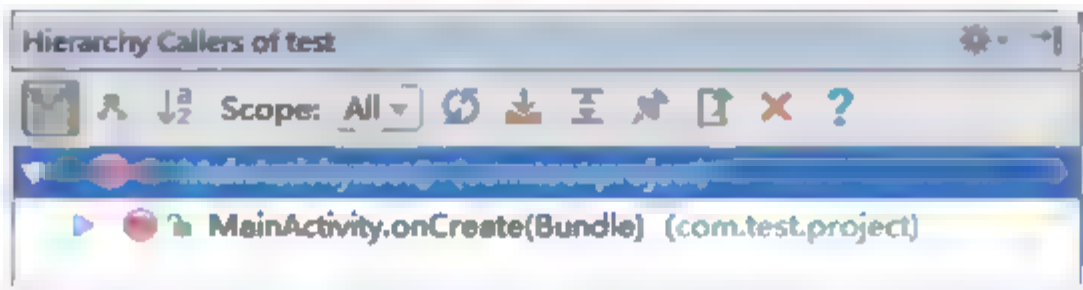 Hierarchy Callers of test
Scope: All
MainActivity.onCreate(Bundle) (com.test.project)